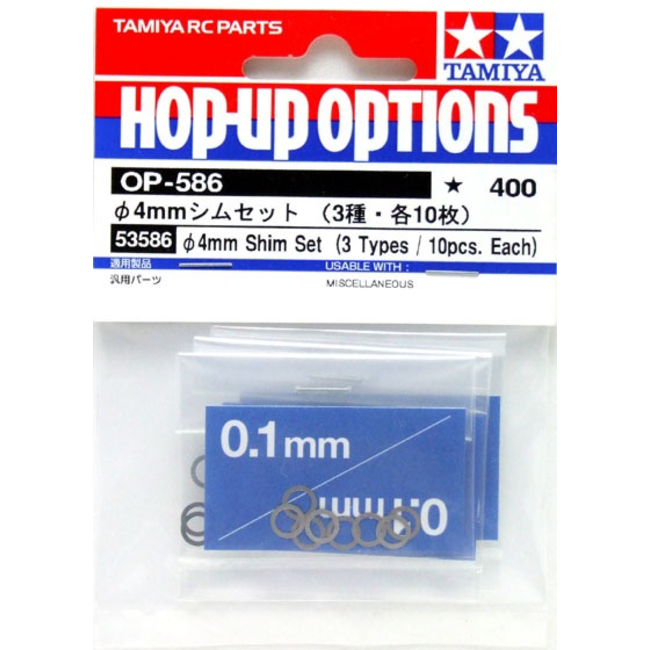 TAMIYA RC PARTS
TAMIYA
HOP-UP OPTIONS
OP-586
★ 400
φ4mmシムセット (3種・各10枚)
53586 φ4mm Shim Set (3 Types / 10pcs. Each)
適用製品
USABLE WITH :
汎用パーツ
MISCELLANEOUS
0.1mm
0.1mm